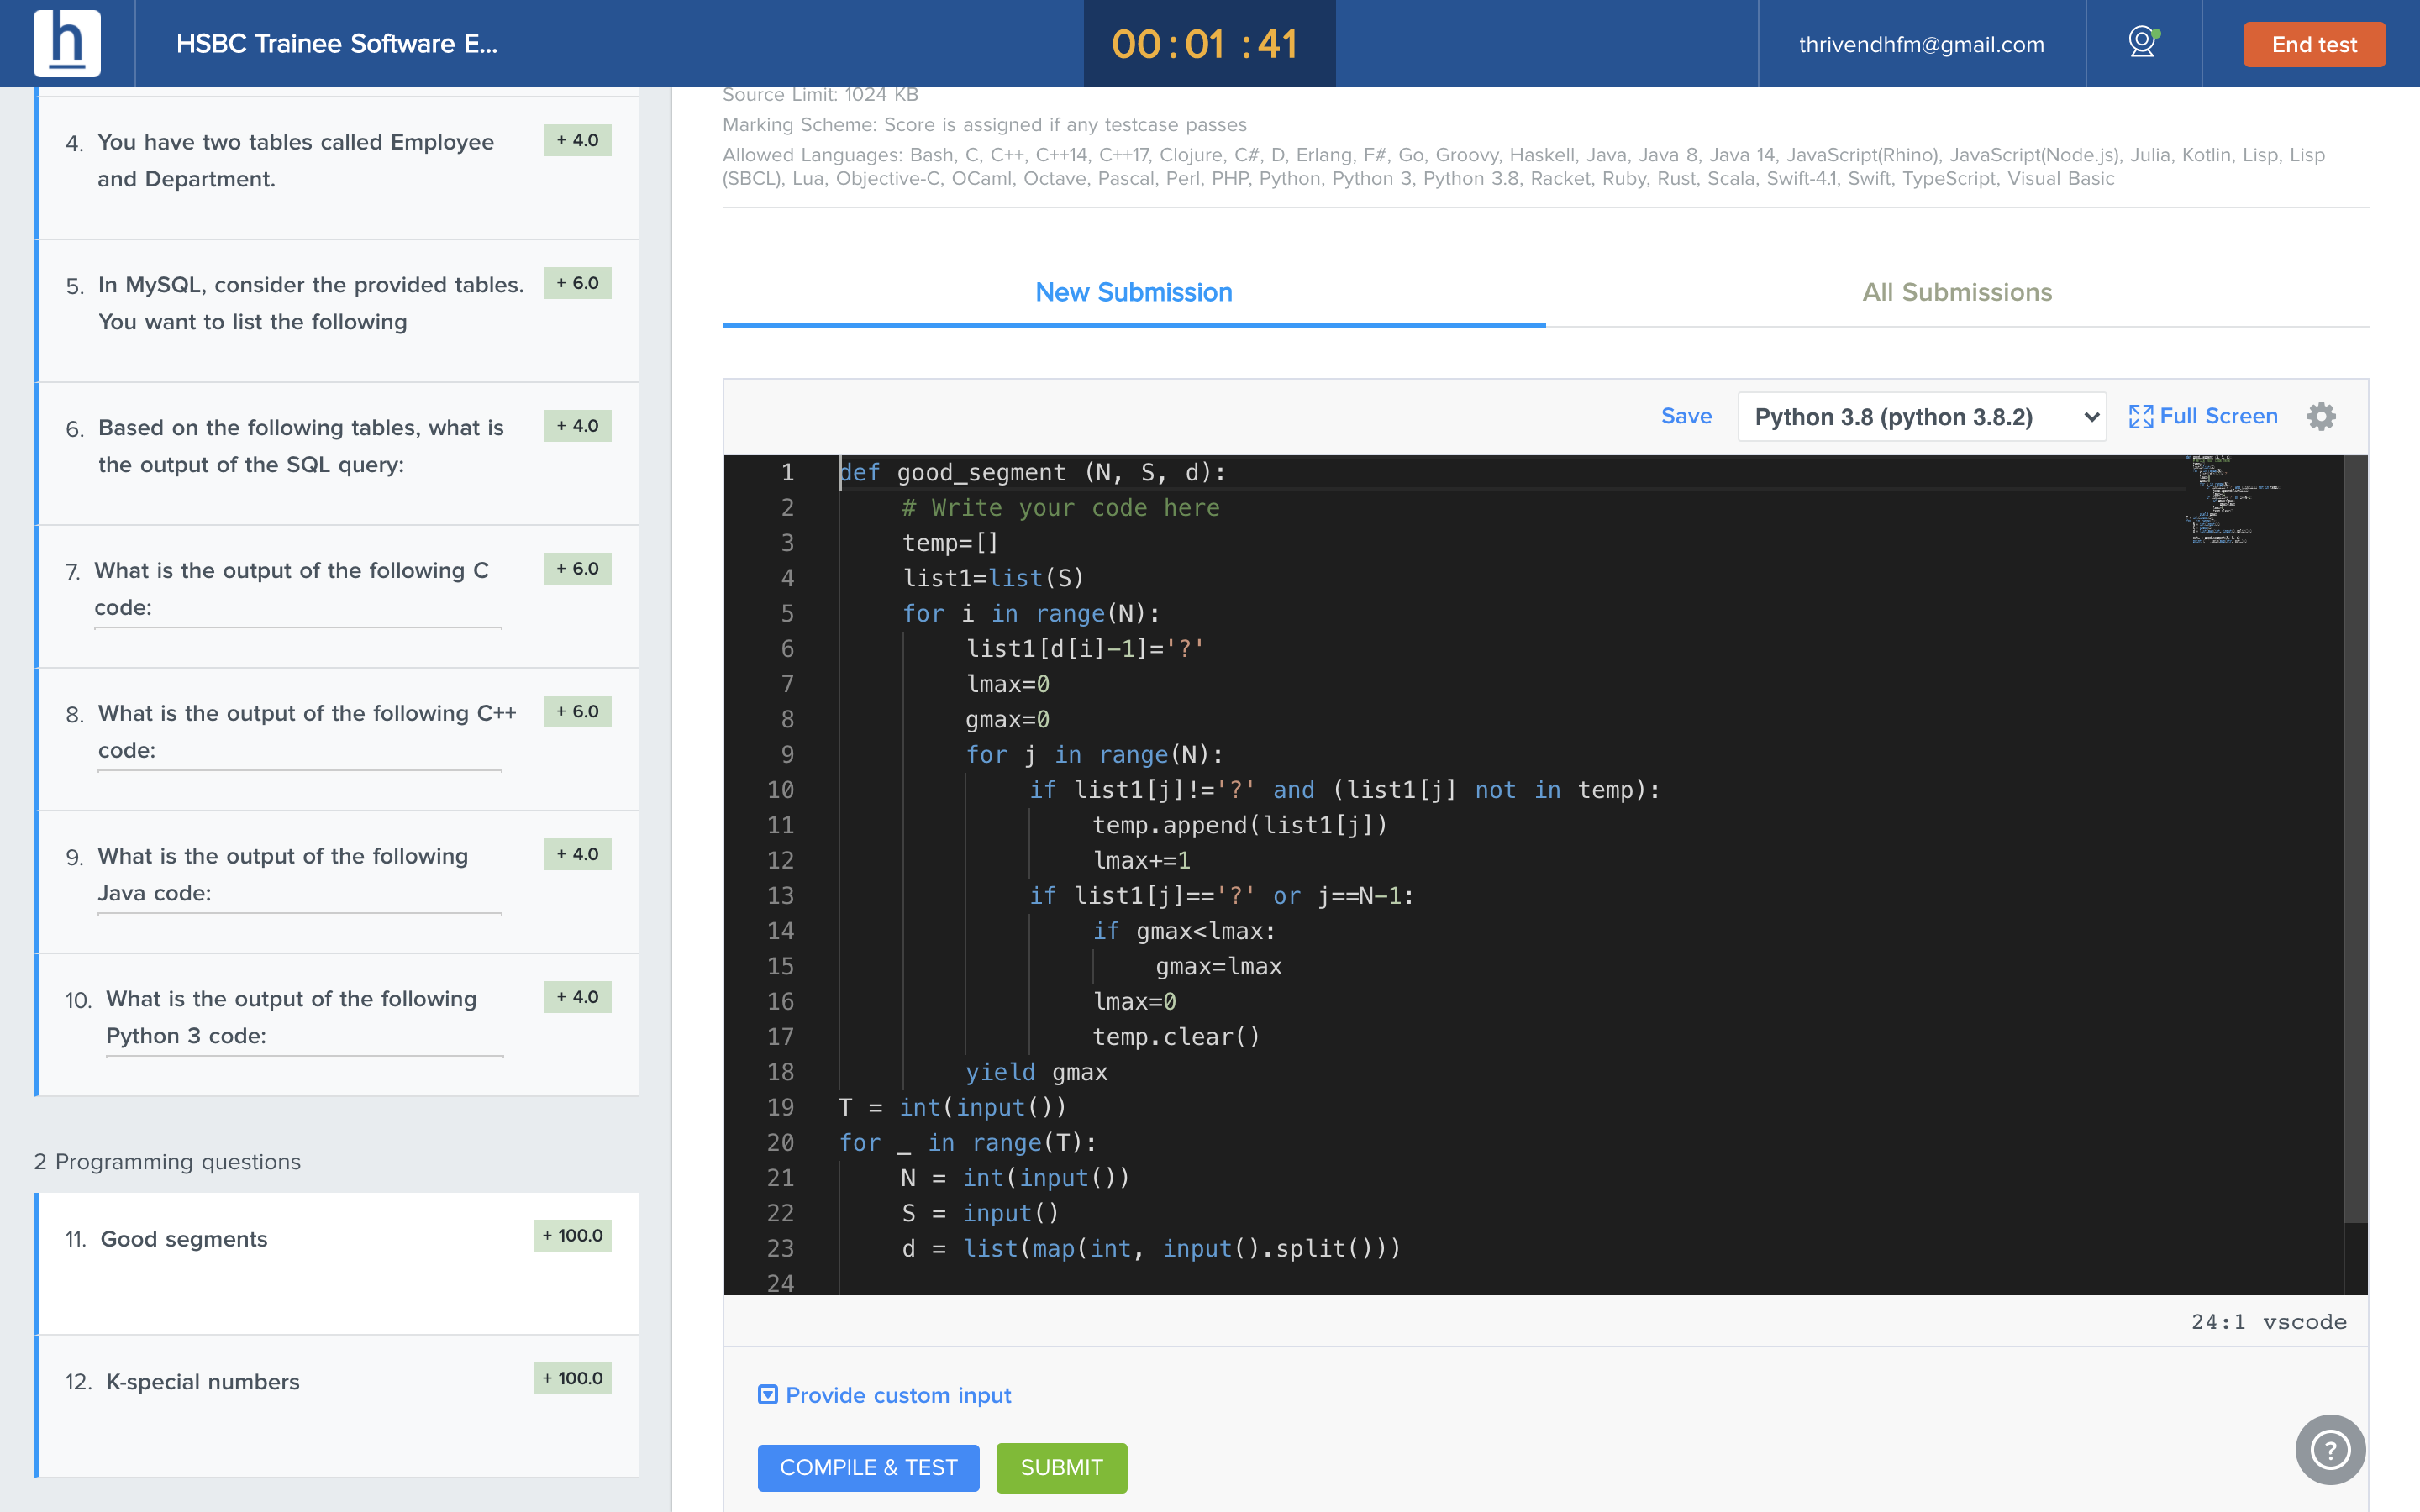 h
HSBC Trainee Software E...
00:01:41
thrivendhfm@gmail.com
End test
4. You have two tables called Employee
and Department.
+ 4.0
5. In MySQL, consider the provided tables.
You want to list the following
+ 6.0
6. Based on the following tables, what is
the output of the SQL query:
+ 4.0
7. What is the output of the following C
code:
+ 6.0
8. What is the output of the following C++
code:
+ 6.0
9. What is the output of the following
Java code:
+ 4.0
10. What is the output of the following
Python 3 code:
+ 4.0
2 Programming questions
11. Good segments
+ 100.0
12. K-special numbers
+ 100.0
Source Limit: 1024 KB
Marking Scheme: Score is assigned if any testcase passes
Allowed Languages: Bash, C, C++, C++14, C++17, Clojure, C#, D, Erlang, F#, Go, Groovy, Haskell, Java, Java 8, Java 14, JavaScript(Rhino), JavaScript(Node.js), Julia, Kotlin, Lisp, Lisp
(SBCL), Lua, Objective-C, OCaml, Octave, Pascal, Perl, PHP, Python, Python 3, Python 3.8, Racket, Ruby, Rust, Scala, Swift-4.1, Swift, TypeScript, Visual Basic
New Submission
All Submissions
Save
Python 3.8 (python 3.8.2)
Full Screen
1 def good_segment (N, S, d):
2     # Write your code here
3     temp=[]
4     list1=list(S)
5     for i in range(N):
6         list1[d[i]-1]='?'
7         lmax=0
8         gmax=0
9         for j in range(N):
10             if list1[j]!='?' and (list1[j] not in temp):
11                 temp.append(list1[j])
12                 lmax+=1
13             if list1[j]=='?' or j==N-1:
14                 if gmax<lmax:
15                     gmax=lmax
16                 lmax=0
17                 temp.clear()
18         yield gmax
19 T = int(input())
20 for _ in range(T):
21     N = int(input())
22     S = input()
23     d = list(map(int, input().split()))
24
24:1 vscode
Provide custom input
COMPILE & TEST
SUBMIT
?